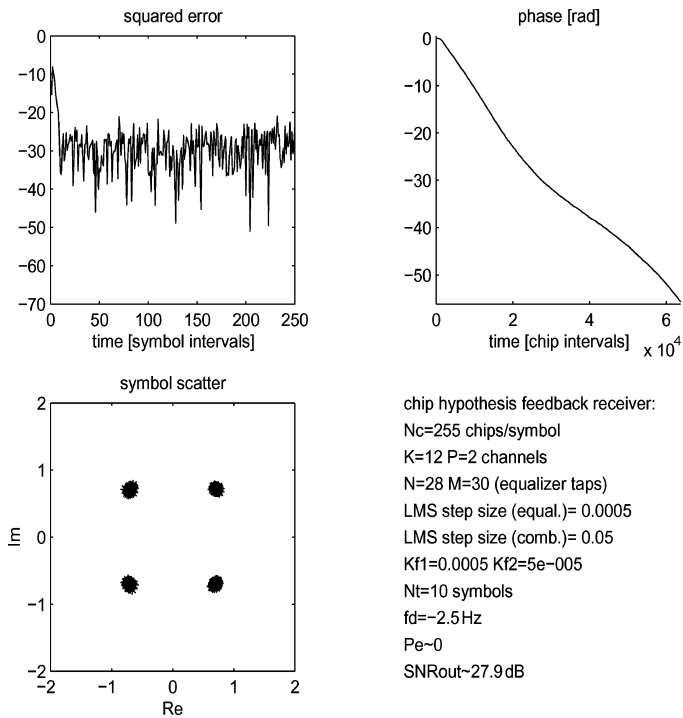 squared error
0
−10
−20
−30
−40
−50
−60
−70
0 50 100 150 200 250
time [symbol intervals]
phase [rad]
0
−10
−20
−30
−40
−50
0 2 4 6
time [chip intervals] x 10^4
symbol scatter
2
1
0
−1
−2
Im
−2 −1 0 1 2
Re
chip hypothesis feedback receiver:
Nc=255 chips/symbol
K=12 P=2 channels
N=28 M=30 (equalizer taps)
LMS step size (equal.)= 0.0005
LMS step size (comb.)= 0.05
Kf1=0.0005 Kf2=5e−005
Nt=10 symbols
fd=−2.5Hz
Pe~0
SNRout~27.9dB